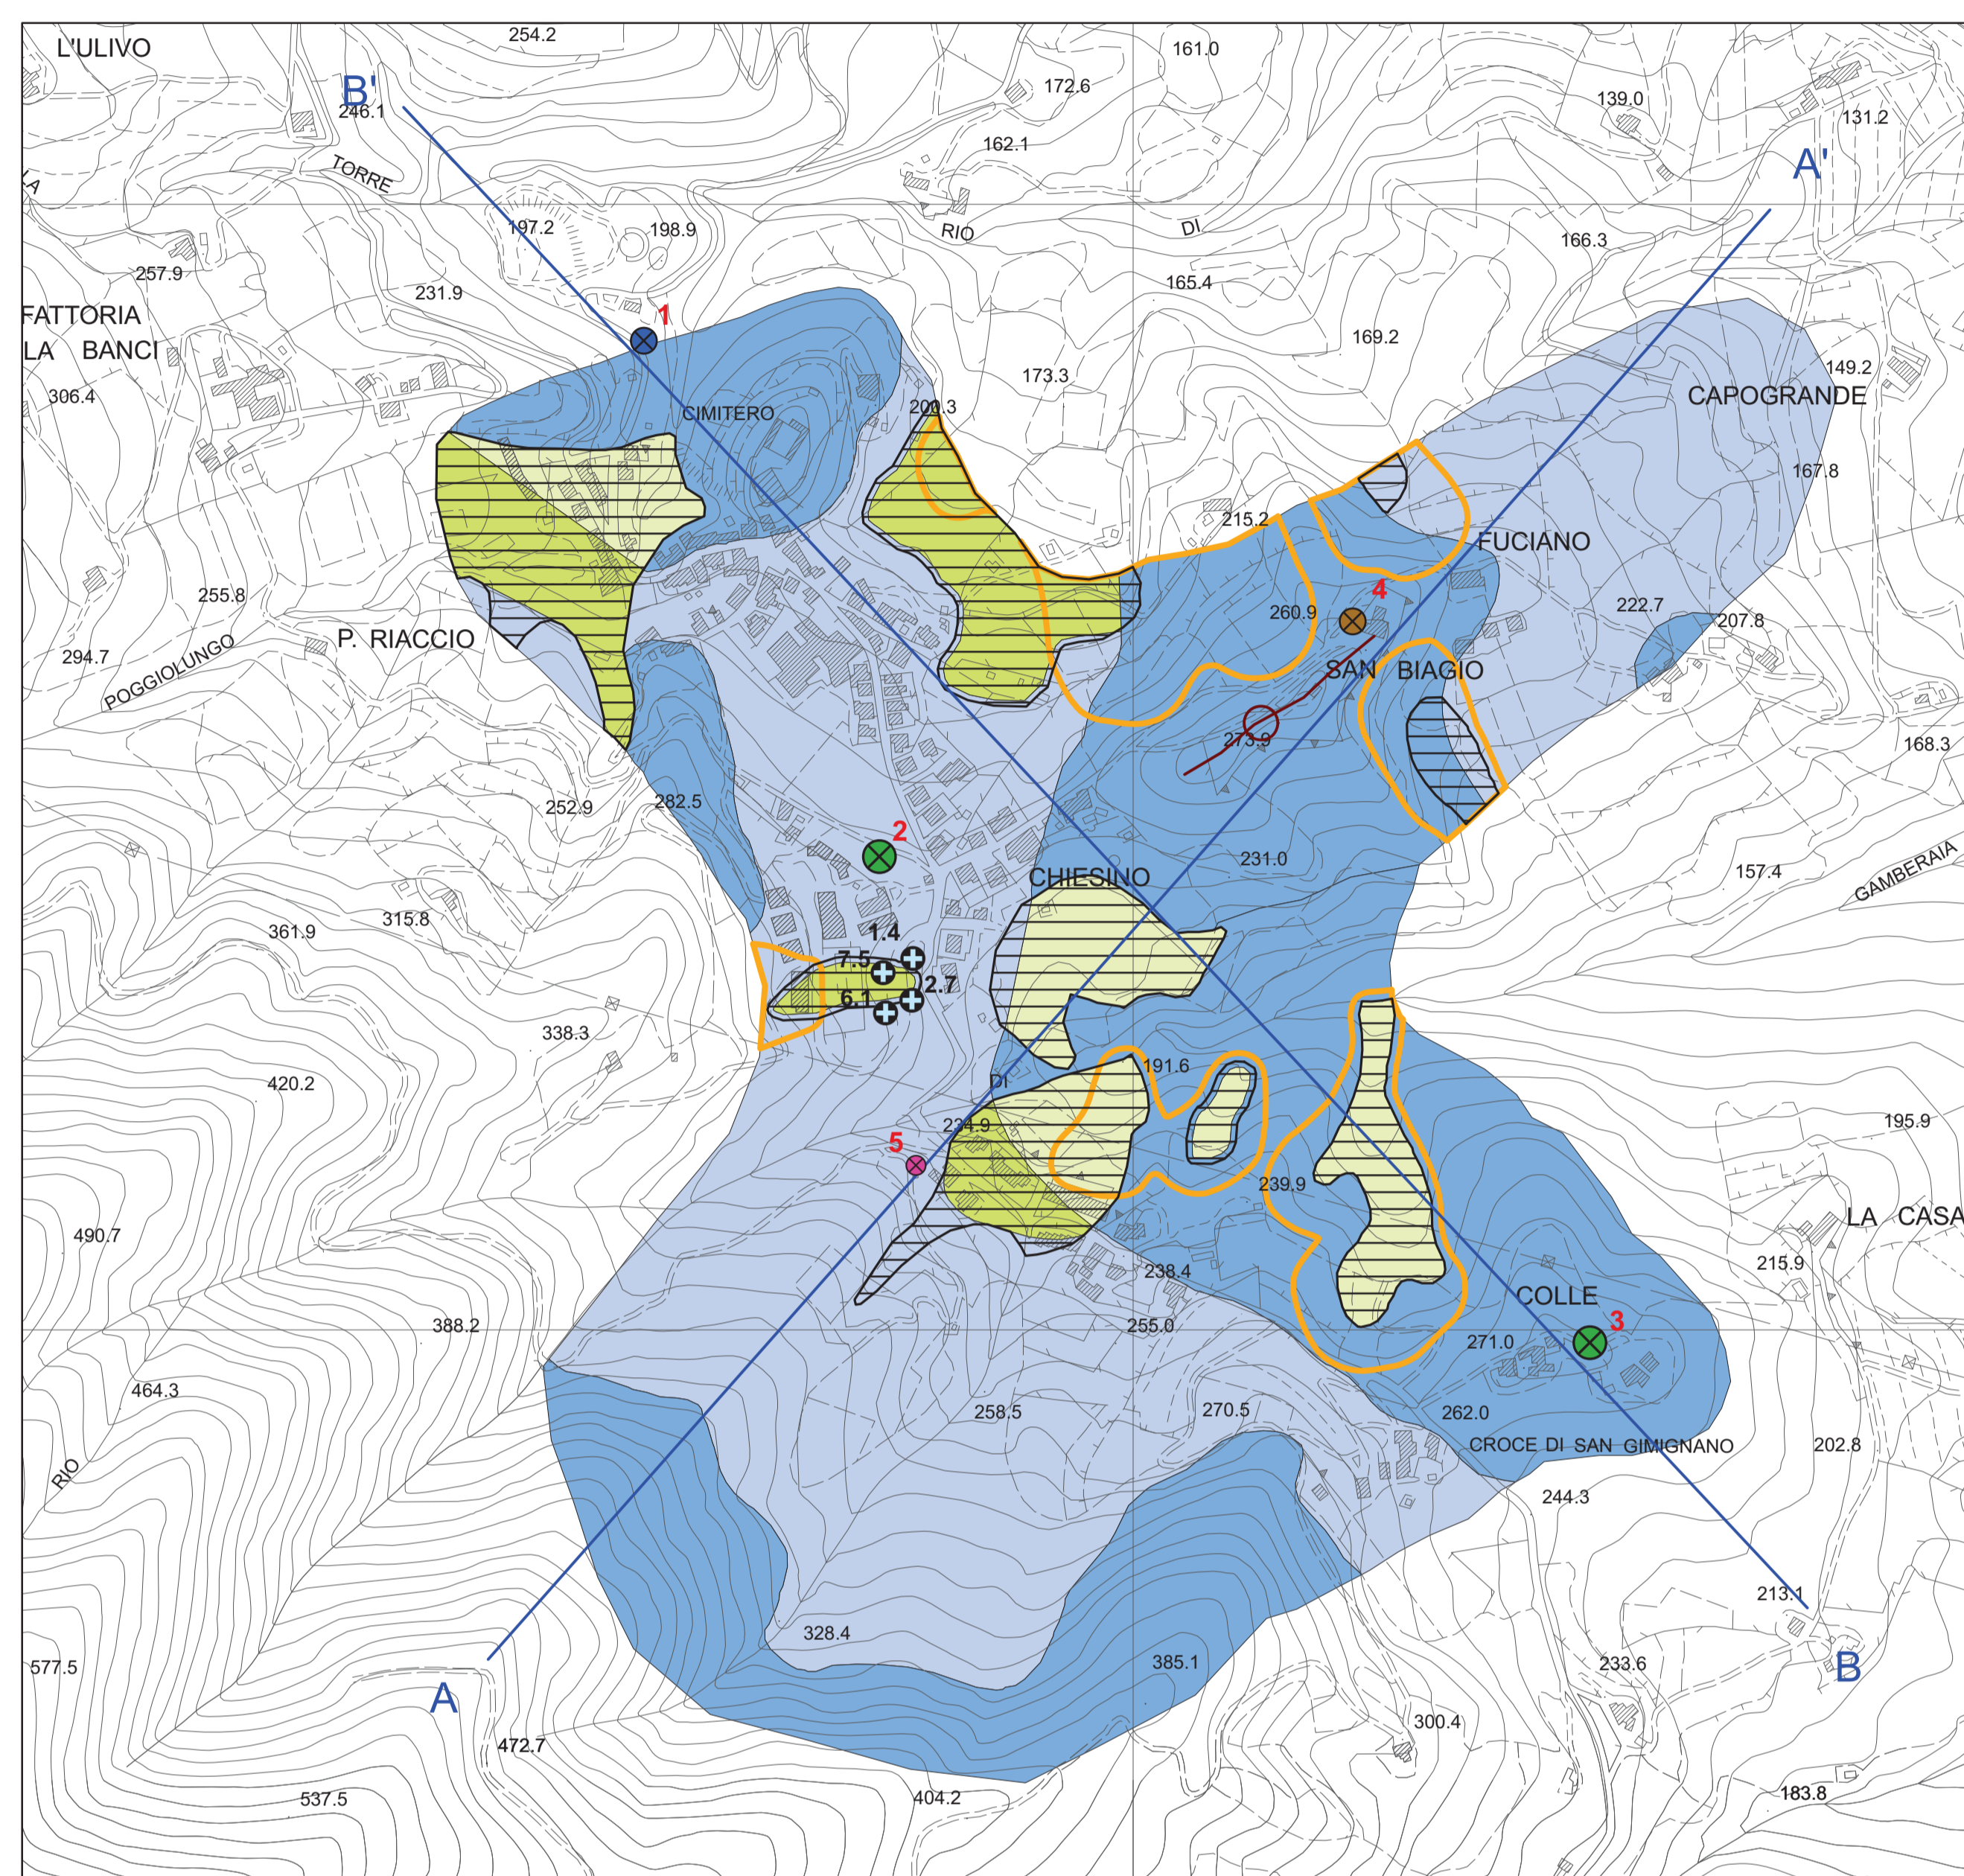 L'ULIVO
254.2
161.0
B'
246.1
172.6
139.0
131.2
162.1
TORRE
A'
LA
197.2
198.9
RIO
DI
166.3
257.9
231.9
165.4
FATTORIA
LA BANCI
1
169.2
149.2
306.4
173.3
CAPOGRANDE
CIMITERO
200.3
167.8
215.2
FUCIANO
255.8
4
260.9
222.7
207.8
P. RIACCIO
294.7
POGGIOLUNGO
SAN BIAGIO
273.9
168.3
252.9
282.5
2
231.0
157.4
GAMBERAIA
CHIESINO
315.8
361.9
1.4
7.5
2.7
6.1
338.3
191.6
420.2
DI
234.9
195.9
5
239.9
490.7
LA CASA
238.4
215.9
COLLE
388.2
255.0
271.0
3
464.3
258.5
270.5
262.0
CROCE DI SAN GIMIGNANO
202.8
RIO
244.3
213.1
328.4
577.5
385.1
233.6
B
A
300.4
472.7
537.5
404.2
183.8